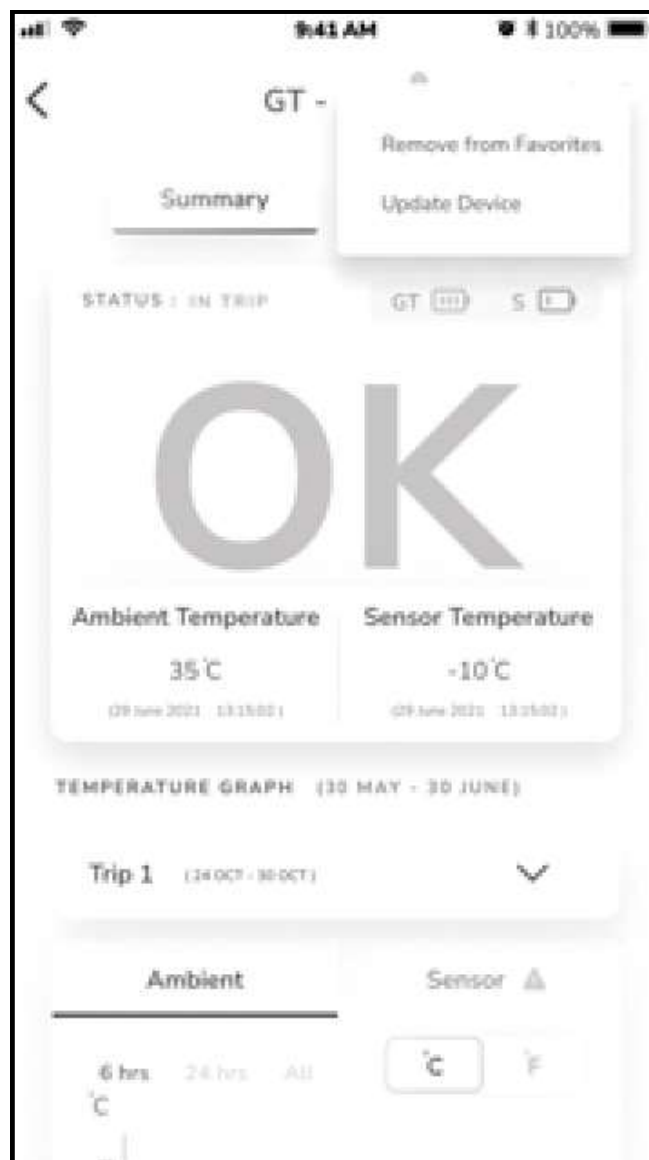 9:41 AM 100%
GT -
Remove from Favorites
Update Device
Summary
STATUS : IN TRIP GT S
OK
Ambient Temperature Sensor Temperature
35°C -10°C
(29 June 2021 13:15:02) (29 June 2021 13:15:02)
TEMPERATURE GRAPH (30 MAY - 30 JUNE)
Trip 1 (24 OCT - 30 OCT)
Ambient Sensor
6 hrs 24 hrs All °C °F
°C